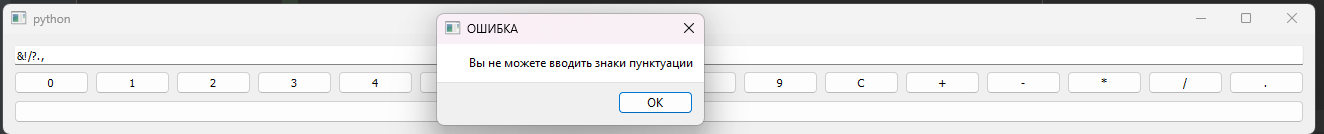 python
ОШИБКА
&!/?.,
Вы не можете вводить знаки пунктуации
0 1 2 3 4 9 C + - * / .
OK